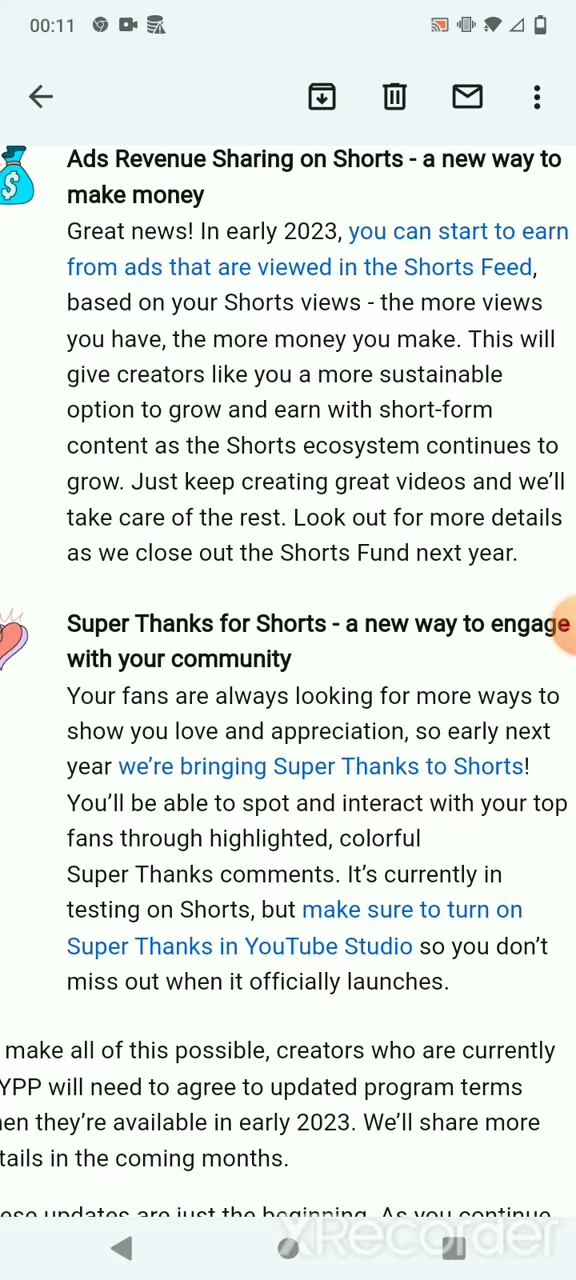 00:11
Ads Revenue Sharing on Shorts - a new way to
make money
$
Great news! In early 2023, you can start to earn
from ads that are viewed in the Shorts Feed,
based on your Shorts views - the more views
you have, the more money you make. This will
give creators like you a more sustainable
option to grow and earn with short-form
content as the Shorts ecosystem continues to
grow. Just keep creating great videos and we’ll
take care of the rest. Look out for more details
as we close out the Shorts Fund next year.
Super Thanks for Shorts - a new way to engage
with your community
Your fans are always looking for more ways to
show you love and appreciation, so early next
year we’re bringing Super Thanks to Shorts!
You’ll be able to spot and interact with your top
fans through highlighted, colorful
Super Thanks comments. It’s currently in
testing on Shorts, but make sure to turn on
Super Thanks in YouTube Studio so you don’t
miss out when it officially launches.
make all of this possible, creators who are currently
YPP will need to agree to updated program terms
en they’re available in early 2023. We’ll share more
tails in the coming months.
ese updates are just the beginning. As you continue
XRecorder